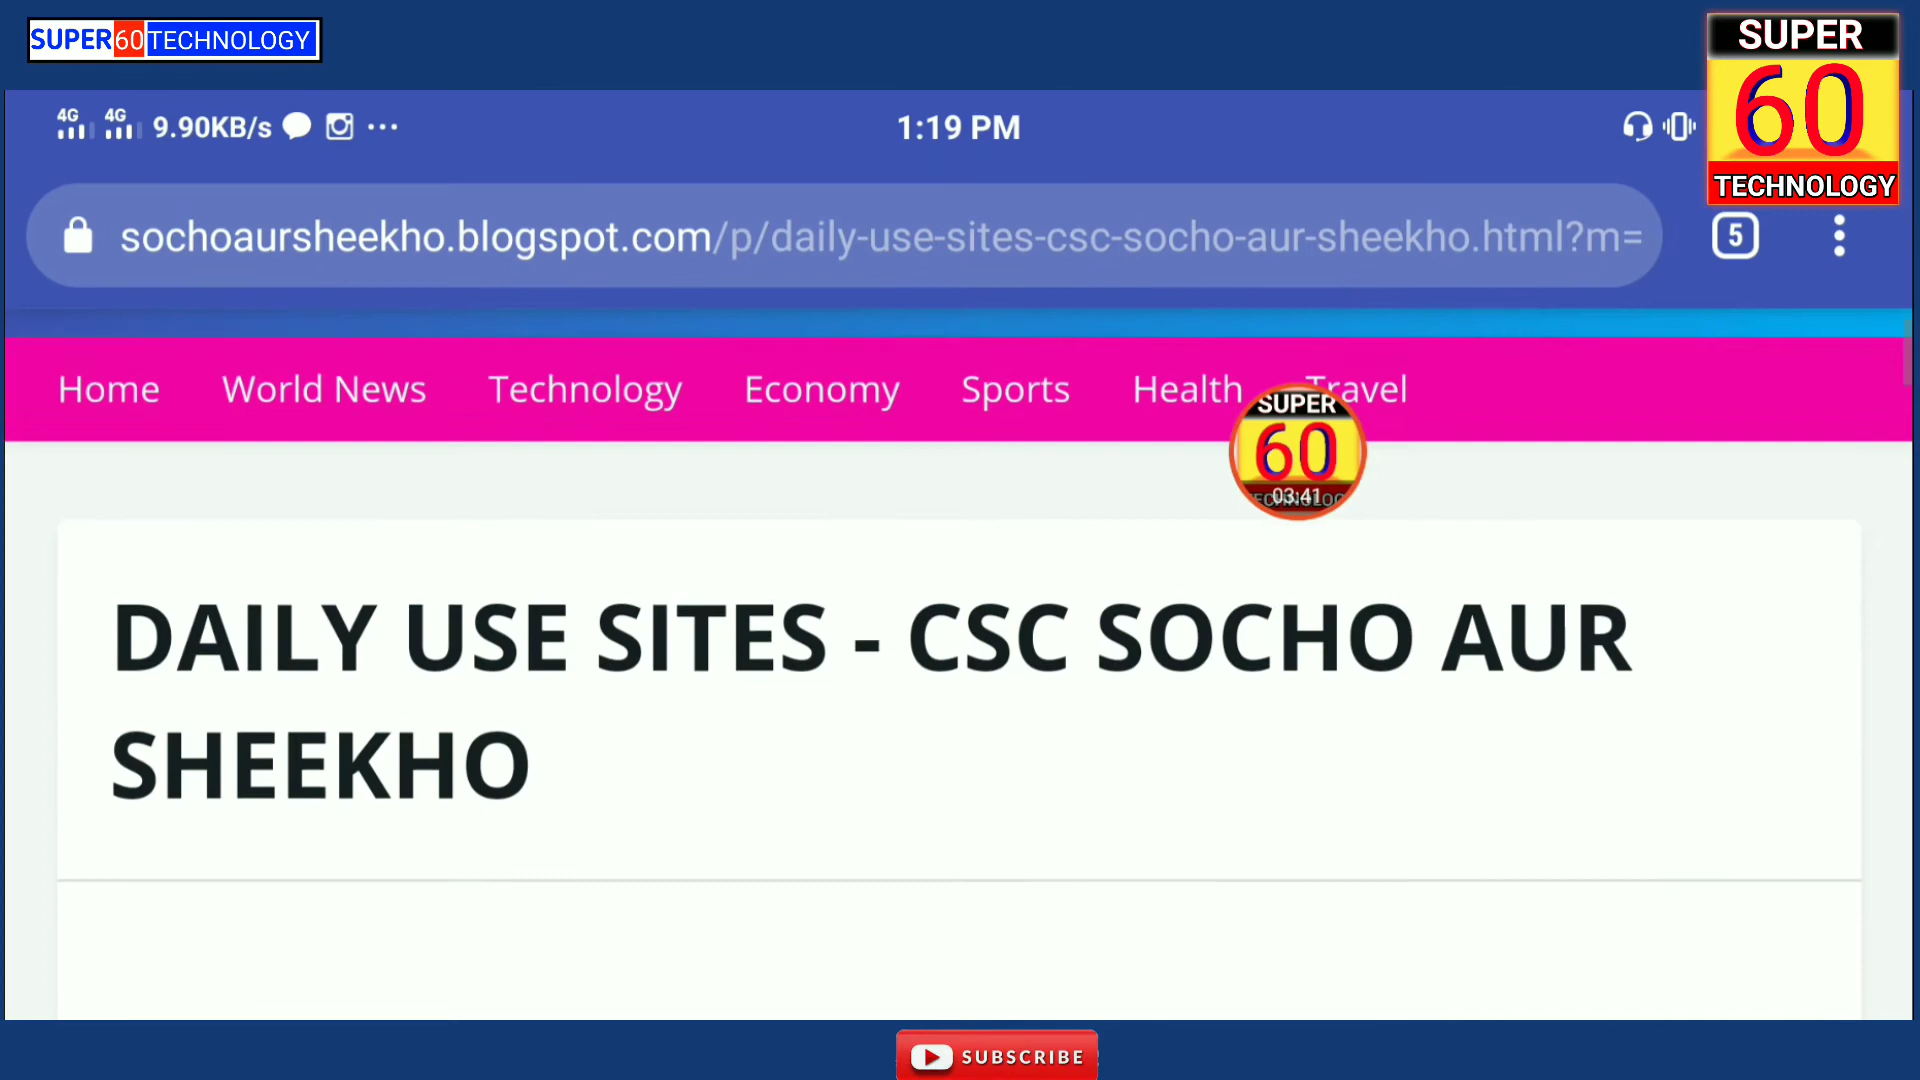 SUPER60TECHNOLOGY
SUPER
60
TECHNOLOGY
4G 4G 9.90KB/s ... 1:19 PM
sochoaursheekho.blogspot.com/p/daily-use-sites-csc-socho-aur-sheekho.html?m=
5
Home World News Technology Economy Sports Health Travel
SUPER
60
03:41
DAILY USE SITES - CSC SOCHO AUR
SHEEKHO
SUBSCRIBE